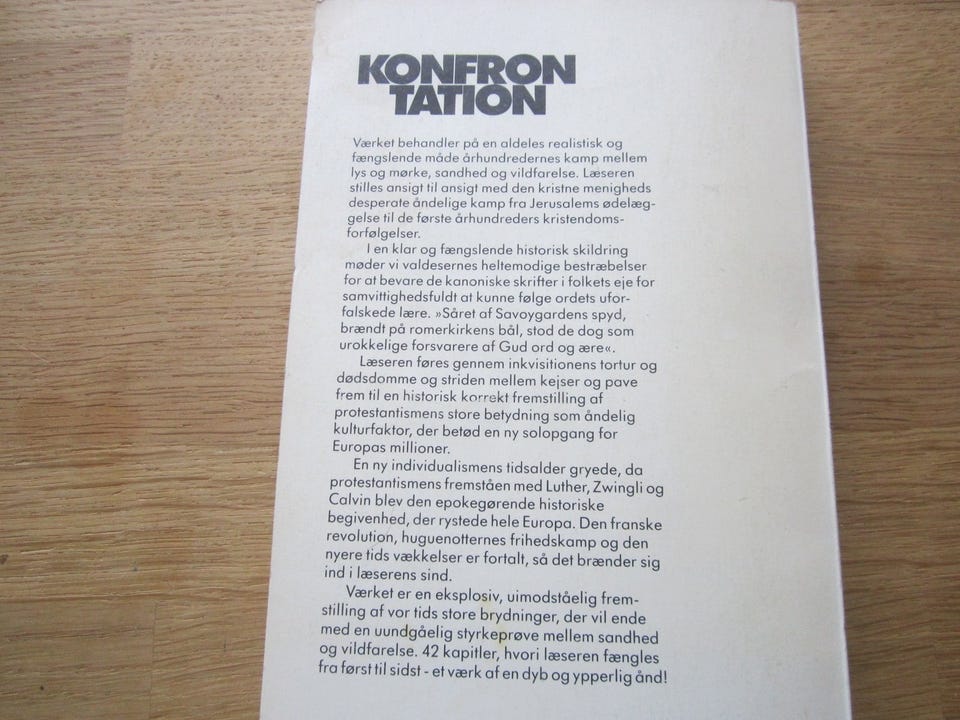 KONFRON
TATION
Værket behandler på en aldeles realistisk og
fængslende måde århundredernes kamp mellem
lys og mørke, sandhed og vildfarelse. Læseren
stilles ansigt til ansigt med den kristne menigheds
desperate åndelige kamp fra Jerusalems ødelæg-
gelse til de første århundreders kristendoms-
forfølgelser.
I en klar og fængslende historisk skildring
møder vi valdesernes heltemodige bestræbelser
for at bevare de kanoniske skrifter i folkets eje for
samvittighedsfuldt at kunne følge ordets ufor-
falskede lære. »Såret af Savoygardens spyd,
brændt på romerkirkens bål, stod de dog som
urokkelige forsvarere af Gud ord og ære«.
Læseren føres gennem inkvisitionens tortur og
dødsdomme og striden mellem kejser og pave
frem til en historisk korrekt fremstilling af
protestantismens store betydning som åndelig
kulturfaktor, der betød en ny solopgang for
Europas millioner.
En ny individualismens tidsalder gryede, da
protestantismens fremståen med Luther, Zwingli og
Calvin blev den epokegørende historiske
begivenhed, der rystede hele Europa. Den franske
revolution, huguenotternes frihedskamp og den
nyere tids vækkelser er fortalt, så det brænder sig
ind i læserens sind.
Værket er en eksplosiv, uimodståelig frem-
stilling af vor tids store brydninger, der vil ende
med en uundgåelig styrkeprøve mellem sandhed
og vildfarelse. 42 kapitler, hvori læseren fængles
fra først til sidst - et værk af en dyb og ypperlig ånd!